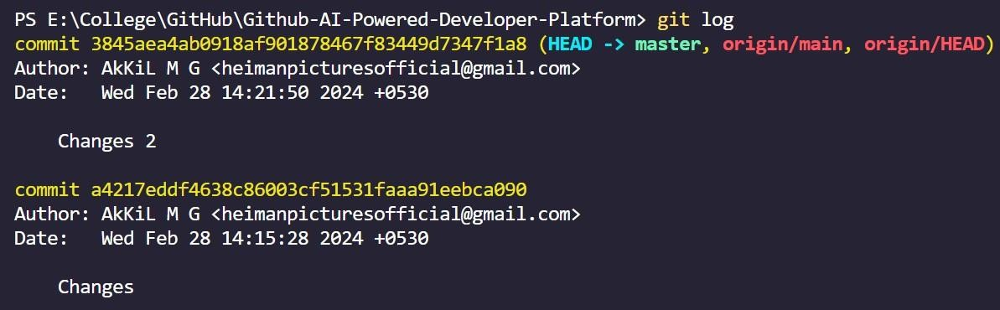 PS E:\College\GitHub\Github-AI-Powered-Developer-Platform> git log
commit 3845aea4ab0918af901878467f83449d7347f1a8 (HEAD -> master, origin/main, origin/HEAD)
Author: AkKiL M G <heimanpicturesofficial@gmail.com>
Date:   Wed Feb 28 14:21:50 2024 +0530
    Changes 2
commit a4217eddf4638c86003cf51531faaa91eebca090
Author: AkKiL M G <heimanpicturesofficial@gmail.com>
Date:   Wed Feb 28 14:15:28 2024 +0530
    Changes